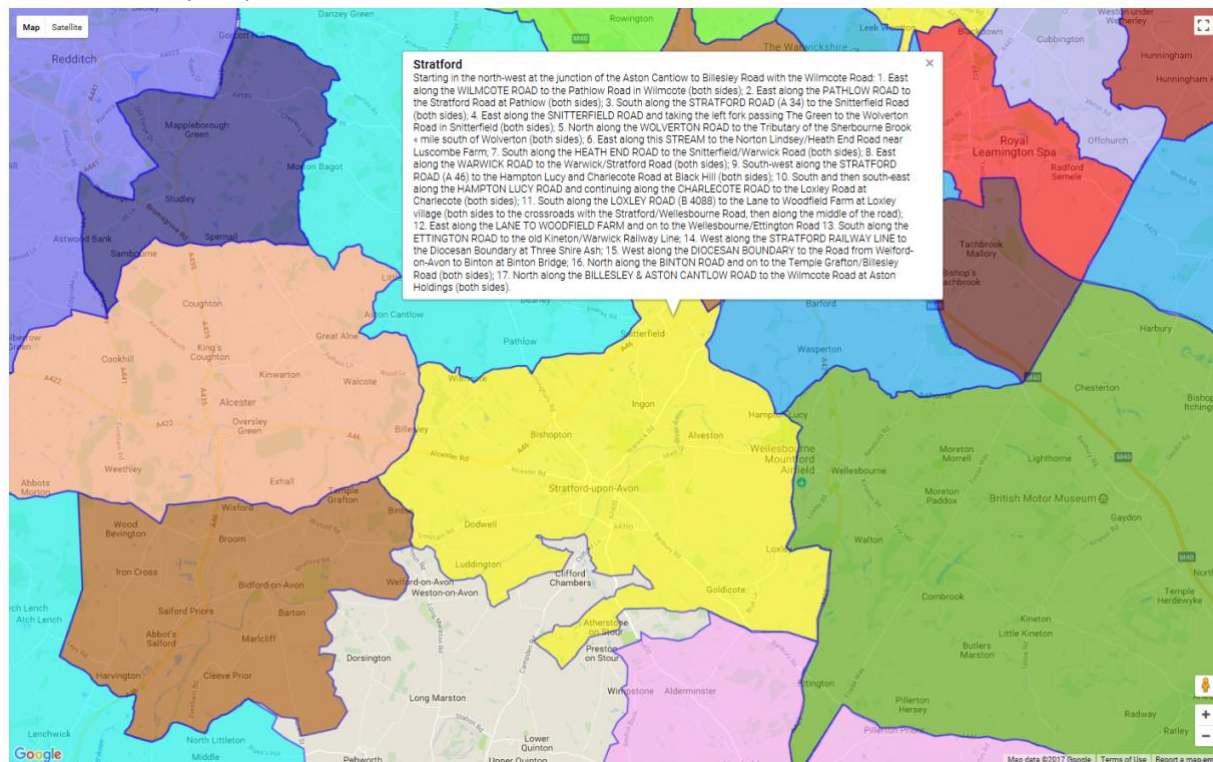 Map Satellite
Stratford
Starting in the north-west at the junction of the Aston Cantlow to Billesley Road with the Wilmcote Road: 1. East
along the WILMCOTE ROAD to the Pathlow Road in Wilmcote (both sides); 2. East along the PATHLOW ROAD to
the Stratford Road at Pathlow (both sides); 3. South along the STRATFORD ROAD (A 34) to the Snitterfield Road
(both sides); 4. East along the SNITTERFIELD ROAD and taking the left fork passing The Green to the Wolverton
Road in Snitterfield (both sides); 5. North along the WOLVERTON ROAD to the Tributary of the Sherbourne Brook
« mile south of Wolverton (both sides); 6. East along this STREAM to the Norton Lindsey/Heath End Road near
Luscombe Farm; 7. South along the HEATH END ROAD to the Snitterfield/Warwick Road (both sides); 8. East
along the WARWICK ROAD to the Warwick/Stratford Road (both sides); 9. South-west along the STRATFORD
ROAD (A 46) to the Hampton Lucy and Charlecote Road at Black Hill (both sides); 10. South and then south-east
along the HAMPTON LUCY ROAD and continuing along the CHARLECOTE ROAD to the Loxley Road at
Charlecote (both sides); 11. South along the LOXLEY ROAD (B 4088) to the Lane to Woodfield Farm at Loxley
village (both sides to the crossroads with the Stratford/Wellesbourne Road, then along the middle of the road);
12. East along the LANE TO WOODFIELD FARM and on to the Wellesbourne/Ettington Road 13. South along the
ETTINGTON ROAD to the old Kineton/Warwick Railway Line; 14. West along the STRATFORD RAILWAY LINE to
the Diocesan Boundary at Three Shire Ash; 15. West along the DIOCESAN BOUNDARY to the Road from Welford-
on-Avon to Binton at Binton Bridge; 16. North along the BINTON ROAD and on to the Temple Grafton/Billesley
Road (both sides); 17. North along the BILLESLEY & ASTON CANTLOW ROAD to the Wilmcote Road at Aston
Holdings (both sides).
Danzey Green
Rowington
M40
Leek
Cubbington
Redditch
The Warwickshire
Hunningham
Mappleborough
Green
Offchurch
Royal
Leamington Spa
Radford
Semele
Studley
Spernall
Astwood Bank
Sambourne
Tachbrook
Mallory
Bishop's
Tachbrook
Coughton
Aston Cantlow
Snitterfield
Barford
Harbury
Great Alne
Pathlow
Wasperton
King's
Coughton
Cookhill
Kinwarton
Walcote
Chesterton
M40
Alcester
Ingon
Hampton Lucy
Oversley
Green
Billesley
Bishopton
Alveston
Wellesbourne
Mountford
Airfield
Wellesbourne
Moreton
Morrell
Lighthorne
M40
Weethley
Exhall
Abbots
Morton
Temple
Grafton
Stratford-upon-Avon
Moreton
Paddox
British Motor Museum
Wixford
Wood
Bevington
Broom
Dodwell
Gaydon
Walton
Loxley
Iron Cross
Luddington
Clifford
Chambers
M40
Bidford-on-Avon
Welford-on-Avon
Weston-on-Avon
Goldicote
Combrook
Temple
Herdewyke
Salford Priors
Barton
Atherstone
on Stour
Kineton
Little Kineton
Abbot's
Salford
Marlcliff
Preston
on Stour
Butlers
Marston
Dorsington
Harvington
Cleeve Prior
Ettington
Wimpstone Alderminster
Long Marston
Pillerton
Hersey
Radway
Lower
Quinton
Ratley
Lenchwick
North Littleton
Middle
Pebworth
Upper Quinton
Google
Map data ©2017 Google Terms of Use